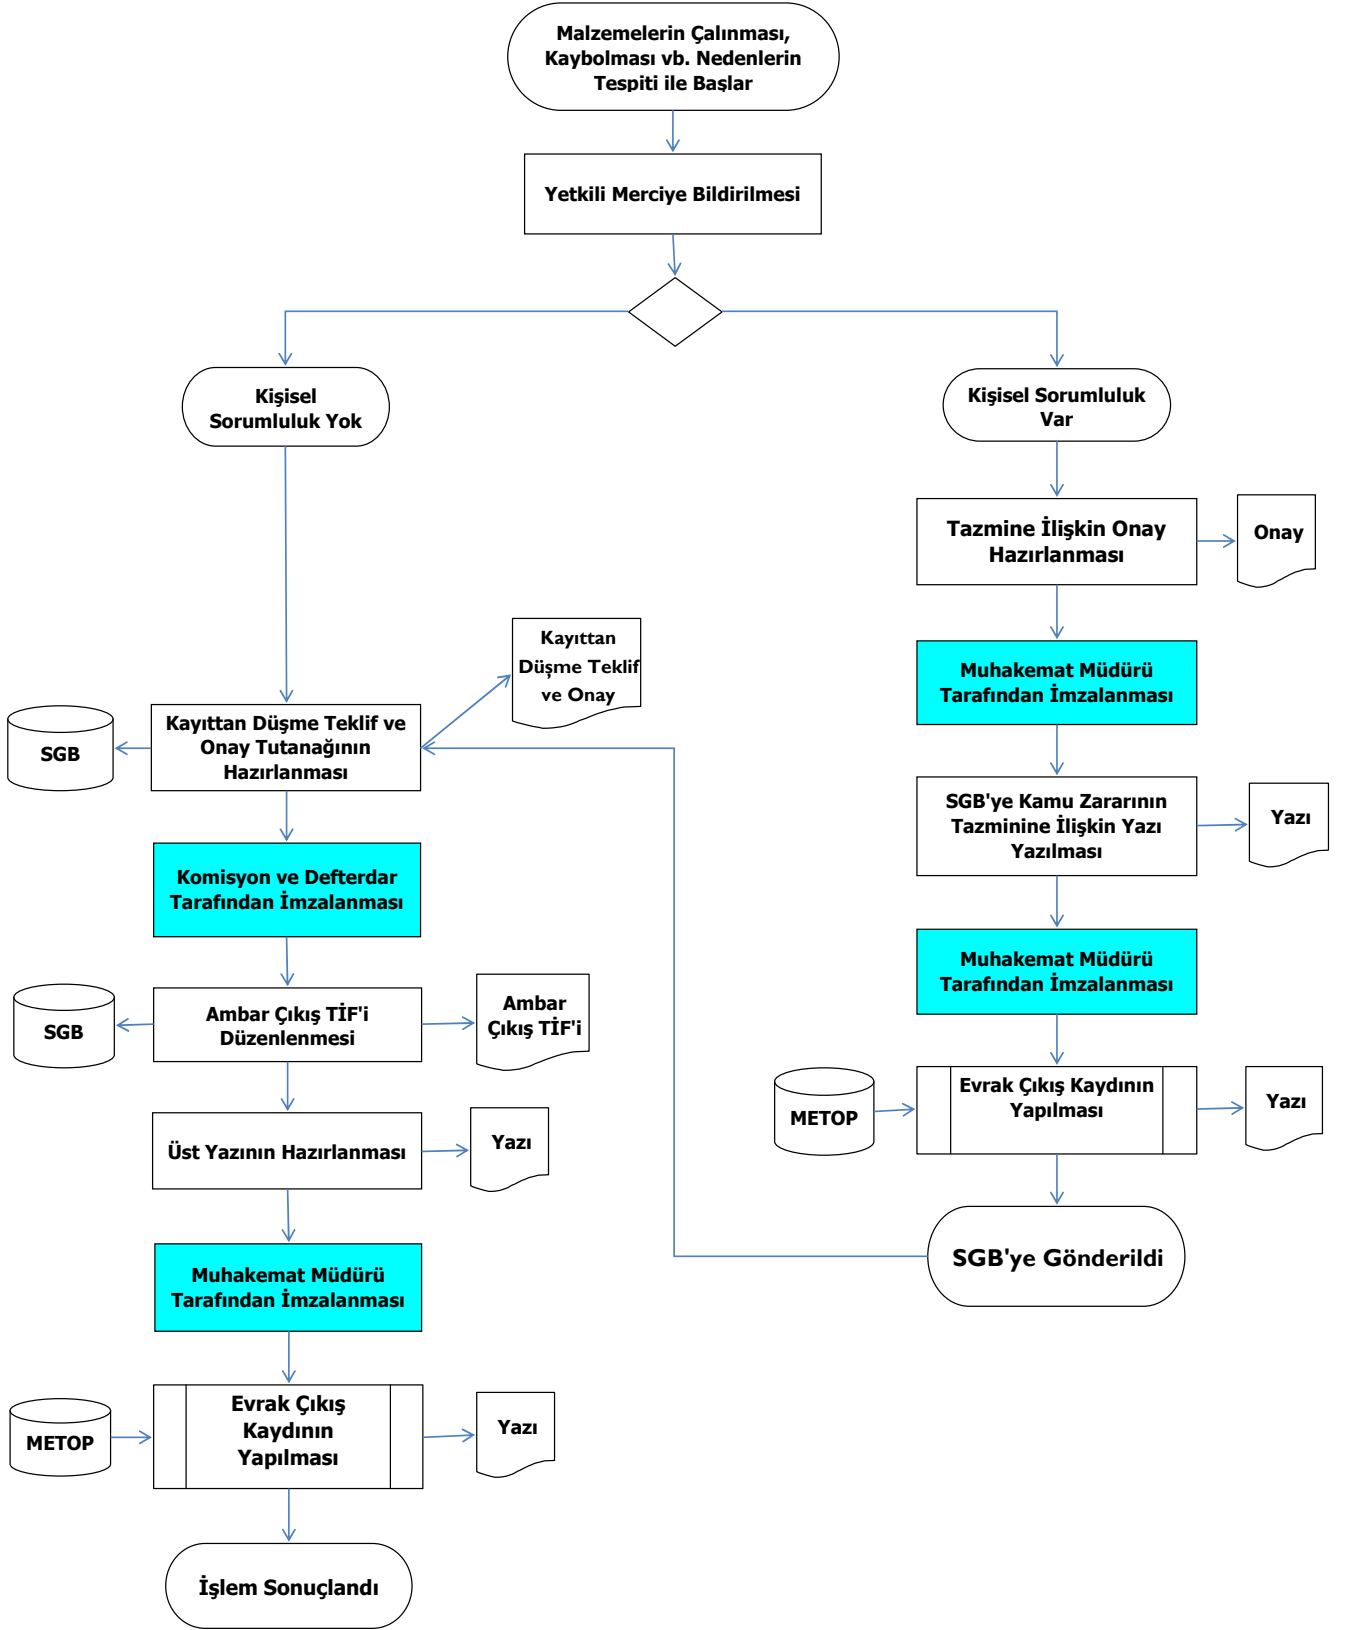 Malzemelerin Çalınması,
Kaybolması vb. Nedenlerin
Tespiti ile Başlar
Yetkili Merciye Bildirilmesi
Kişisel
Sorumluluk Yok
Kişisel Sorumluluk
Var
Tazmine İlişkin Onay
Hazırlanması
Onay
Muhakemat Müdürü
Tarafından İmzalanması
Kayıttan
Düşme Teklif
ve Onay
SGB
Kayıttan Düşme Teklif ve
Onay Tutanağının
Hazırlanması
SGB'ye Kamu Zararının
Tazminine İlişkin Yazı
Yazılması
Yazı
Komisyon ve Defterdar
Tarafından İmzalanması
Muhakemat Müdürü
Tarafından İmzalanması
SGB
Ambar Çıkış TİF'i
Düzenlenmesi
Ambar
Çıkış TİF'i
METOP
Evrak Çıkış Kaydının
Yapılması
Yazı
Üst Yazının Hazırlanması
Yazı
SGB'ye Gönderildi
Muhakemat Müdürü
Tarafından İmzalanması
METOP
Evrak Çıkış
Kaydının
Yapılması
Yazı
İşlem Sonuçlandı